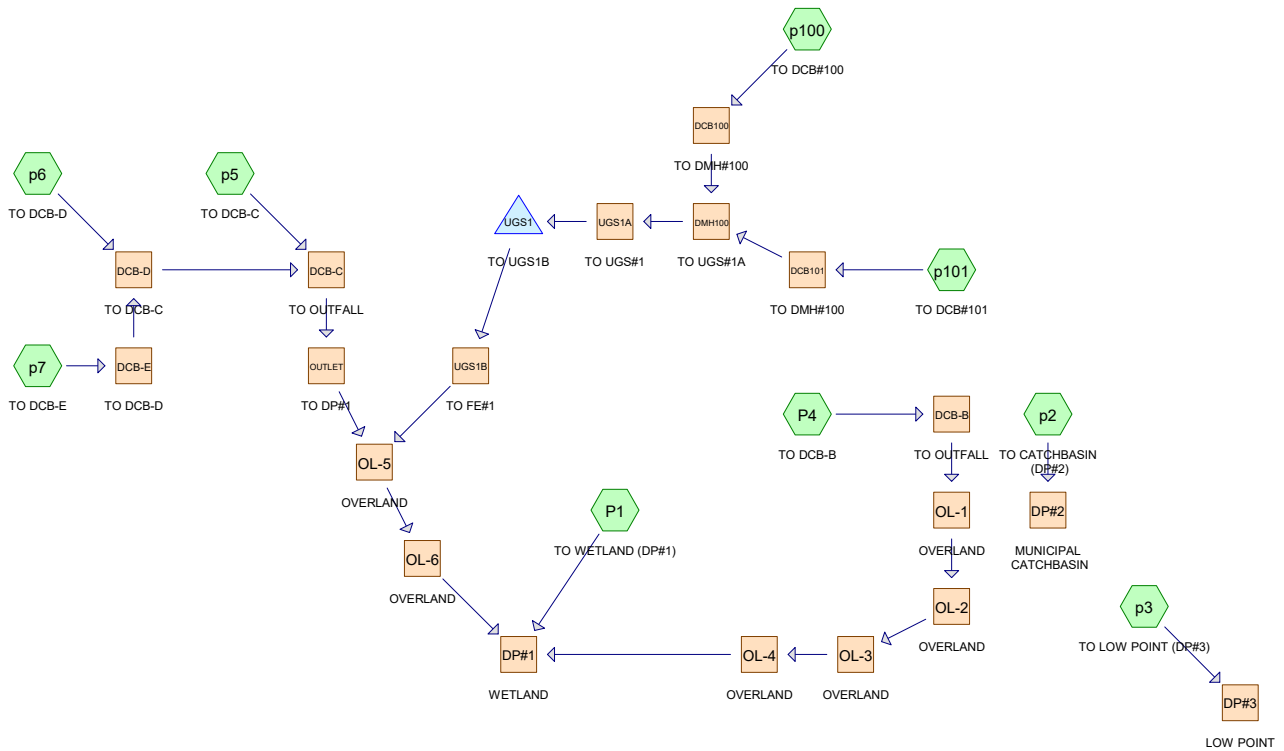 p100
TO DCB#100
DCB100
TO DMH#100
p6
TO DCB-D
p5
TO DCB-C
UGS1
TO UGS1B
UGS1A
TO UGS#1
DMH100
TO UGS#1A
DCB-D
TO DCB-C
DCB-C
TO OUTFALL
DCB101
TO DMH#100
p101
TO DCB#101
p7
TO DCB-E
DCB-E
TO DCB-D
OUTLET
TO DP#1
UGS1B
TO FE#1
P4
TO DCB-B
DCB-B
TO OUTFALL
p2
TO CATCHBASIN
(DP#2)
OL-5
OVERLAND
P1
TO WETLAND (DP#1)
OL-1
OVERLAND
DP#2
MUNICIPAL
CATCHBASIN
OL-6
OVERLAND
OL-2
OVERLAND
p3
TO LOW POINT (DP#3)
DP#1
WETLAND
OL-4
OVERLAND
OL-3
OVERLAND
DP#3
LOW POINT